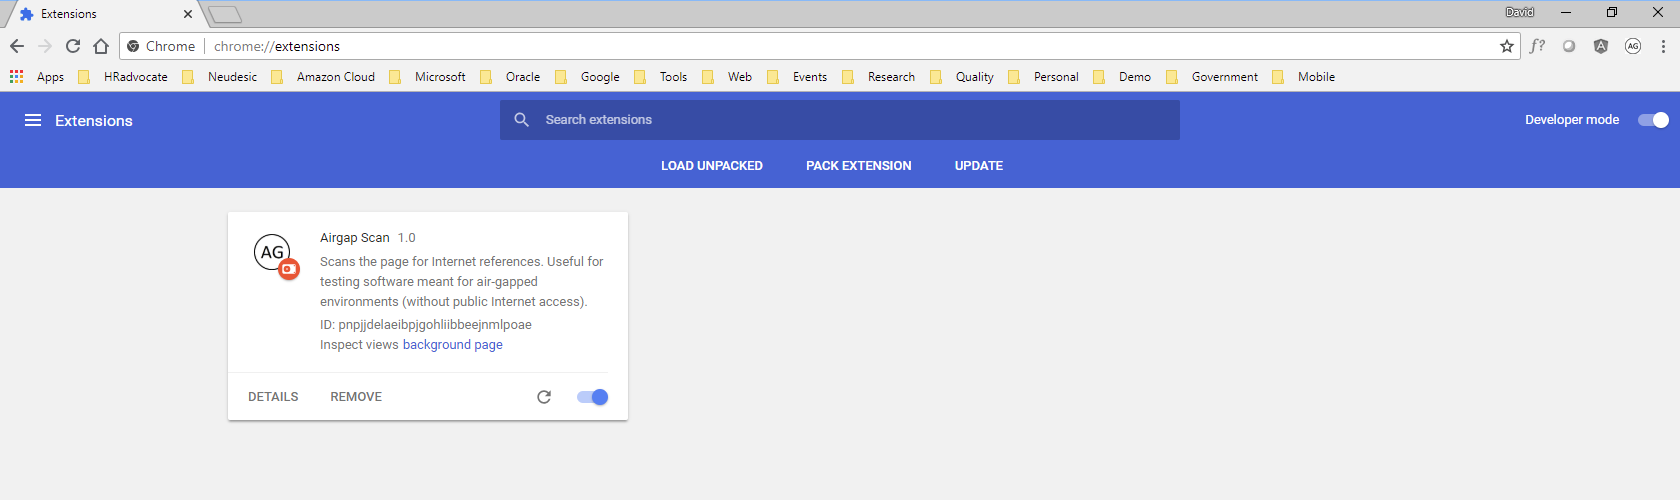 Extensions
David
Chrome chrome://extensions
f? AG
Apps HRadvocate Neudesic Amazon Cloud Microsoft Oracle Google Tools Web Events Research Quality Personal Demo Government Mobile
Extensions Search extensions Developer mode
LOAD UNPACKED PACK EXTENSION UPDATE
AG
Airgap Scan 1.0
Scans the page for Internet references. Useful for
testing software meant for air-gapped
environments (without public Internet access).
ID: pnpjjdelaeibpjgohliibbeejnmlpoae
Inspect views background page
DETAILS REMOVE